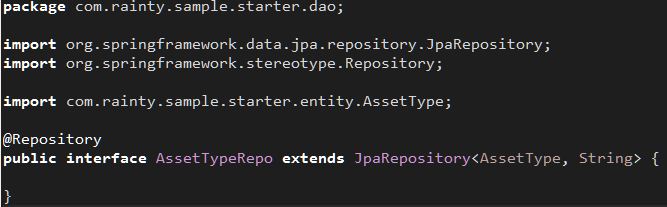 package com.rainty.sample.starter.dao;
import org.springframework.data.jpa.repository.JpaRepository;
import org.springframework.stereotype.Repository;
import com.rainty.sample.starter.entity.AssetType;
@Repository
public interface AssetTypeRepo extends JpaRepository<AssetType, String> {
}